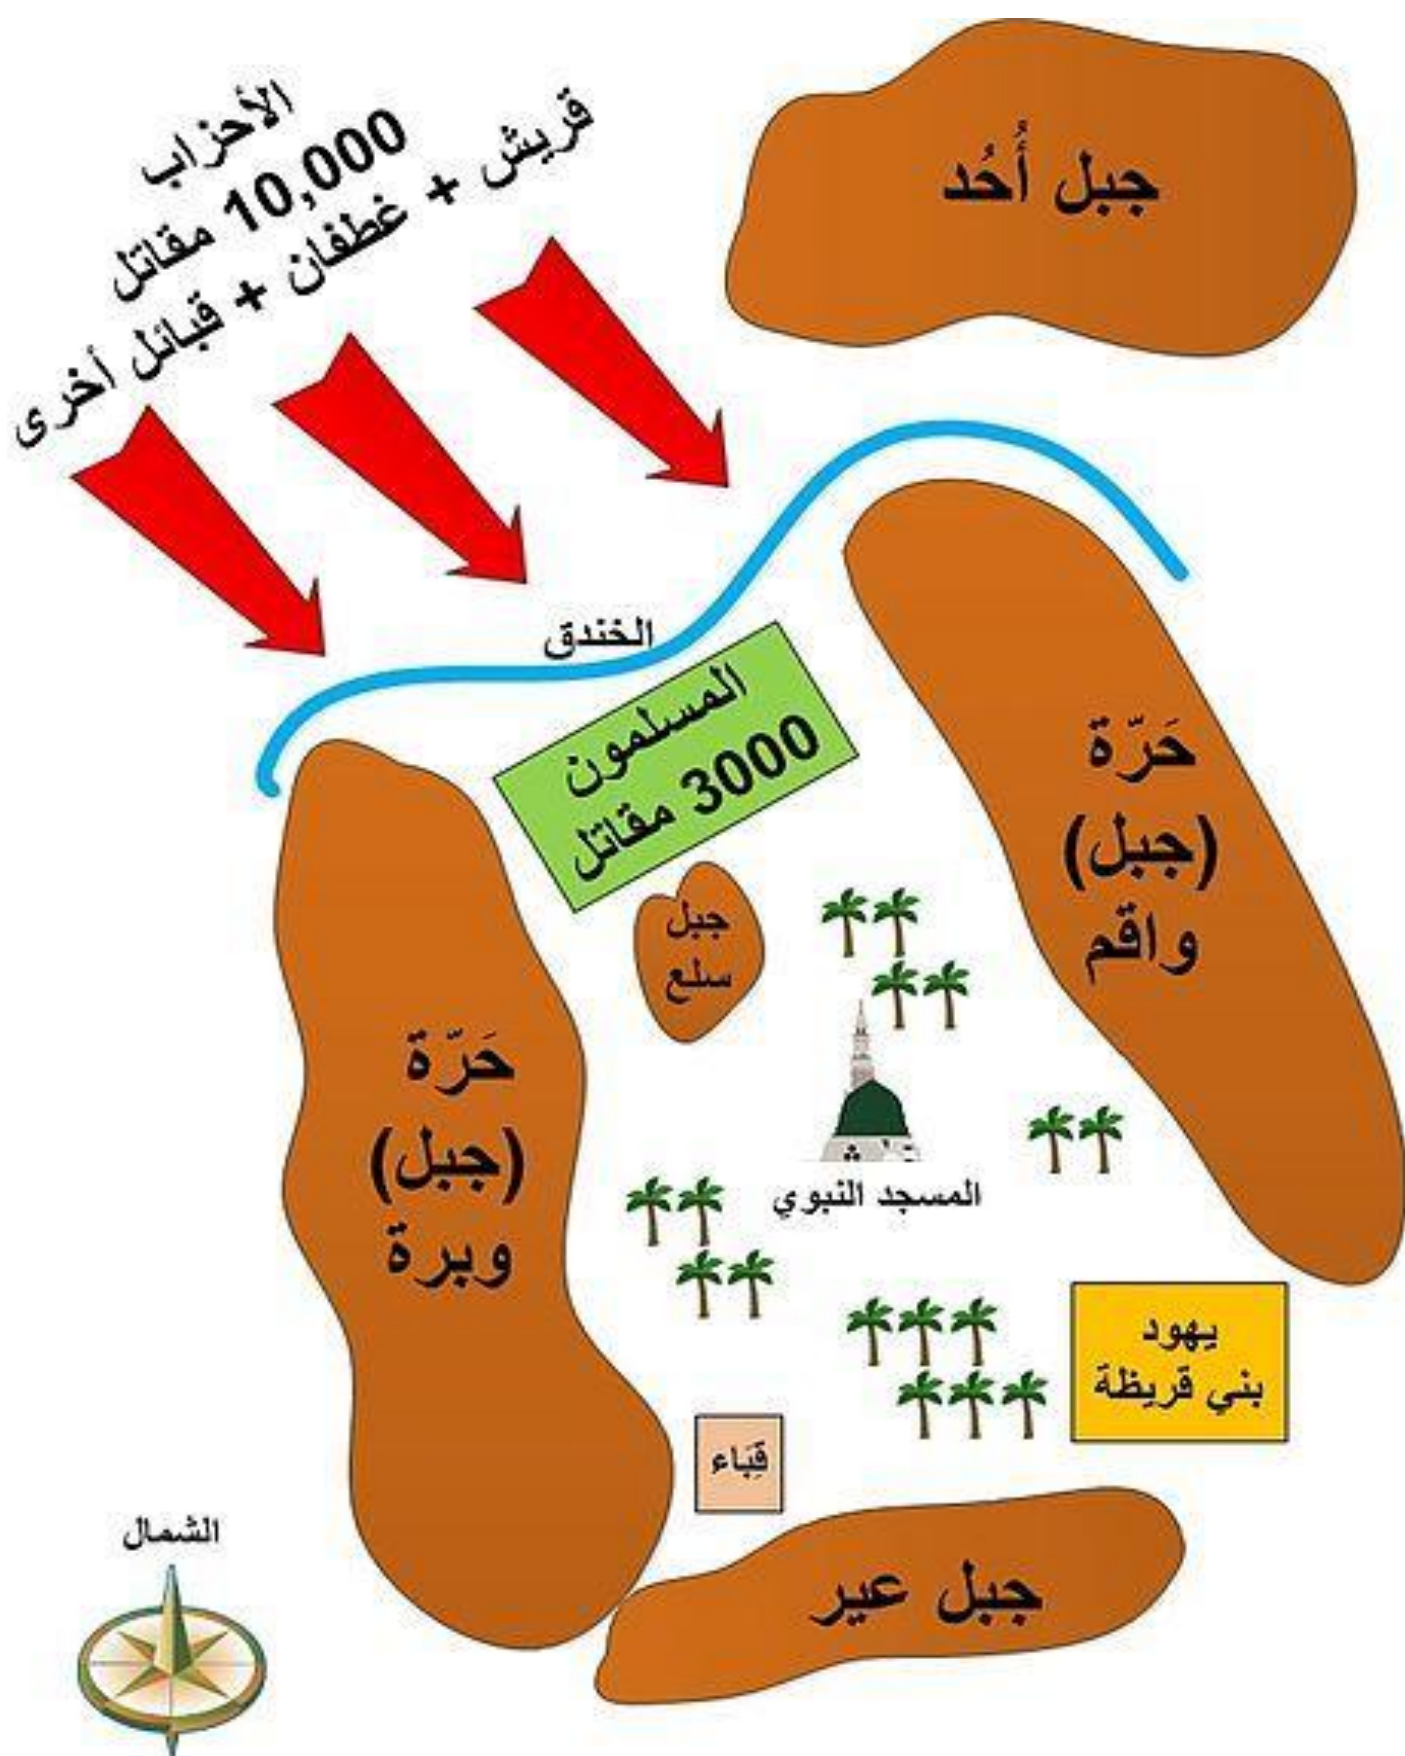 الأحزاب
10,000 مقاتل
قريش + غطفان + قبائل أخرى
جبل أُحُد
الخندق
المسلمون
3000 مقاتل
حَرّة
(جبل)
واقم
جبل
سلع
حَرّة
(جبل)
وبرة
المسجد النبوي
يهود
بني قريظة
قِبَاء
الشمال
جبل عير